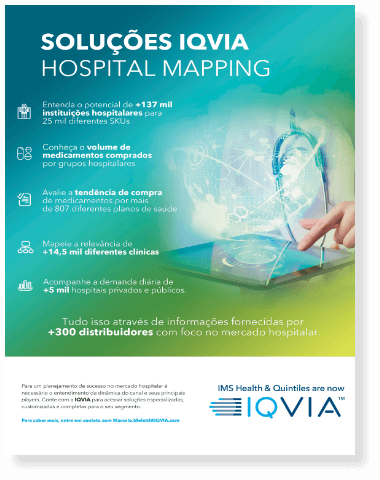 SOLUÇÕES IQVIA
HOSPITAL MAPPING
Entenda o potencial de +137 mil
instituições hospitalares para
25 mil diferentes SKUs
Conheça o volume de
medicamentos comprados
por grupos hospitalares
Avalie a tendência de compra
de medicamentos por mais
de 807 diferentes planos de saúde
Mapeie a relevância de
+14,5 mil diferentes clínicas
Acompanhe a demanda diária de
+5 mil hospitais privados e públicos.
Tudo isso através de informações fornecidas por
+300 distribuidores com foco no mercado hospitalar.
Para um planejamento de sucesso no mercado hospitalar é
necessário o entendimento da dinâmica do canal e seus principais
players. Conte com a IQVIA para acessar soluções especializadas,
customizadas e completas para o seu segmento.
Para saber mais, entre em contato com Marcelo.Meletti@IQVIA.com
IMS Health & Quintiles are now
IQVIA™